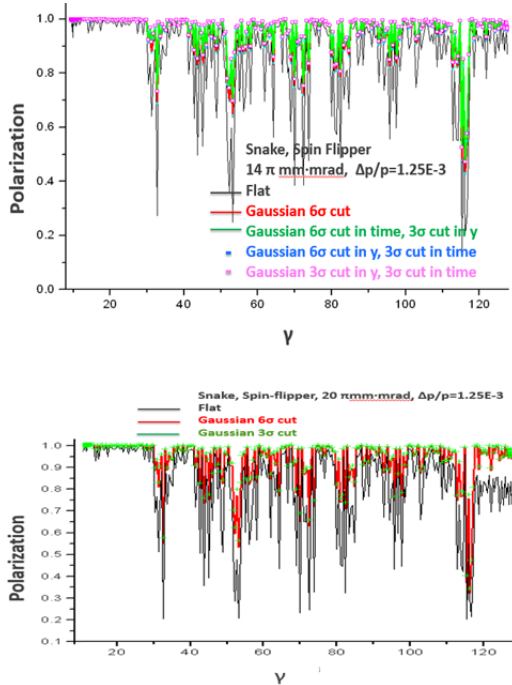 1.0
0.8
0.6
0.4
0.2
0.0
Polarization
Snake, Spin Flipper
14 π mm·mrad, Δp/p=1.25E-3
Flat
Gaussian 6σ cut
Gaussian 6σ cut in time, 3σ cut in y
Gaussian 6σ cut in y, 3σ cut in time
Gaussian 3σ cut in y, 3σ cut in time
20 40 60 80 100 120
γ
Snake, Spin-flipper, 20 πmm·mrad, Δp/p=1.25E-3
Flat
Gaussian 6σ cut
Gaussian 3σ cut
1.0
0.9
0.8
0.7
0.6
0.5
0.4
0.3
0.2
0.1
Polarization
20 40 60 80 100 120
γ